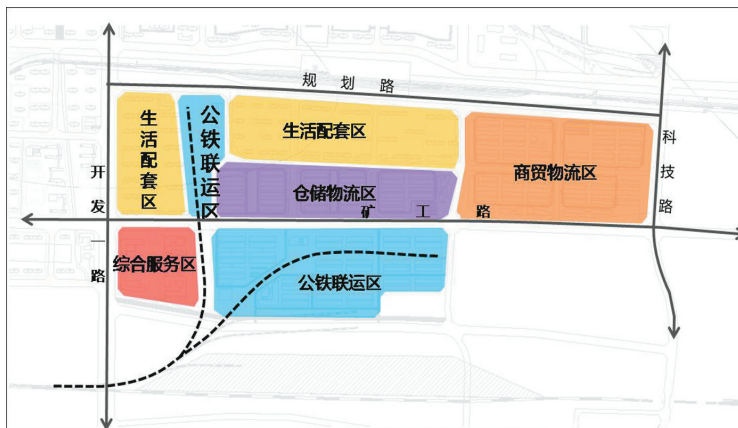 规划路
生活配套区
公铁联运区
生活配套区
商贸物流区
科技路
开发一路
仓储物流区
矿工路
综合服务区
公铁联运区